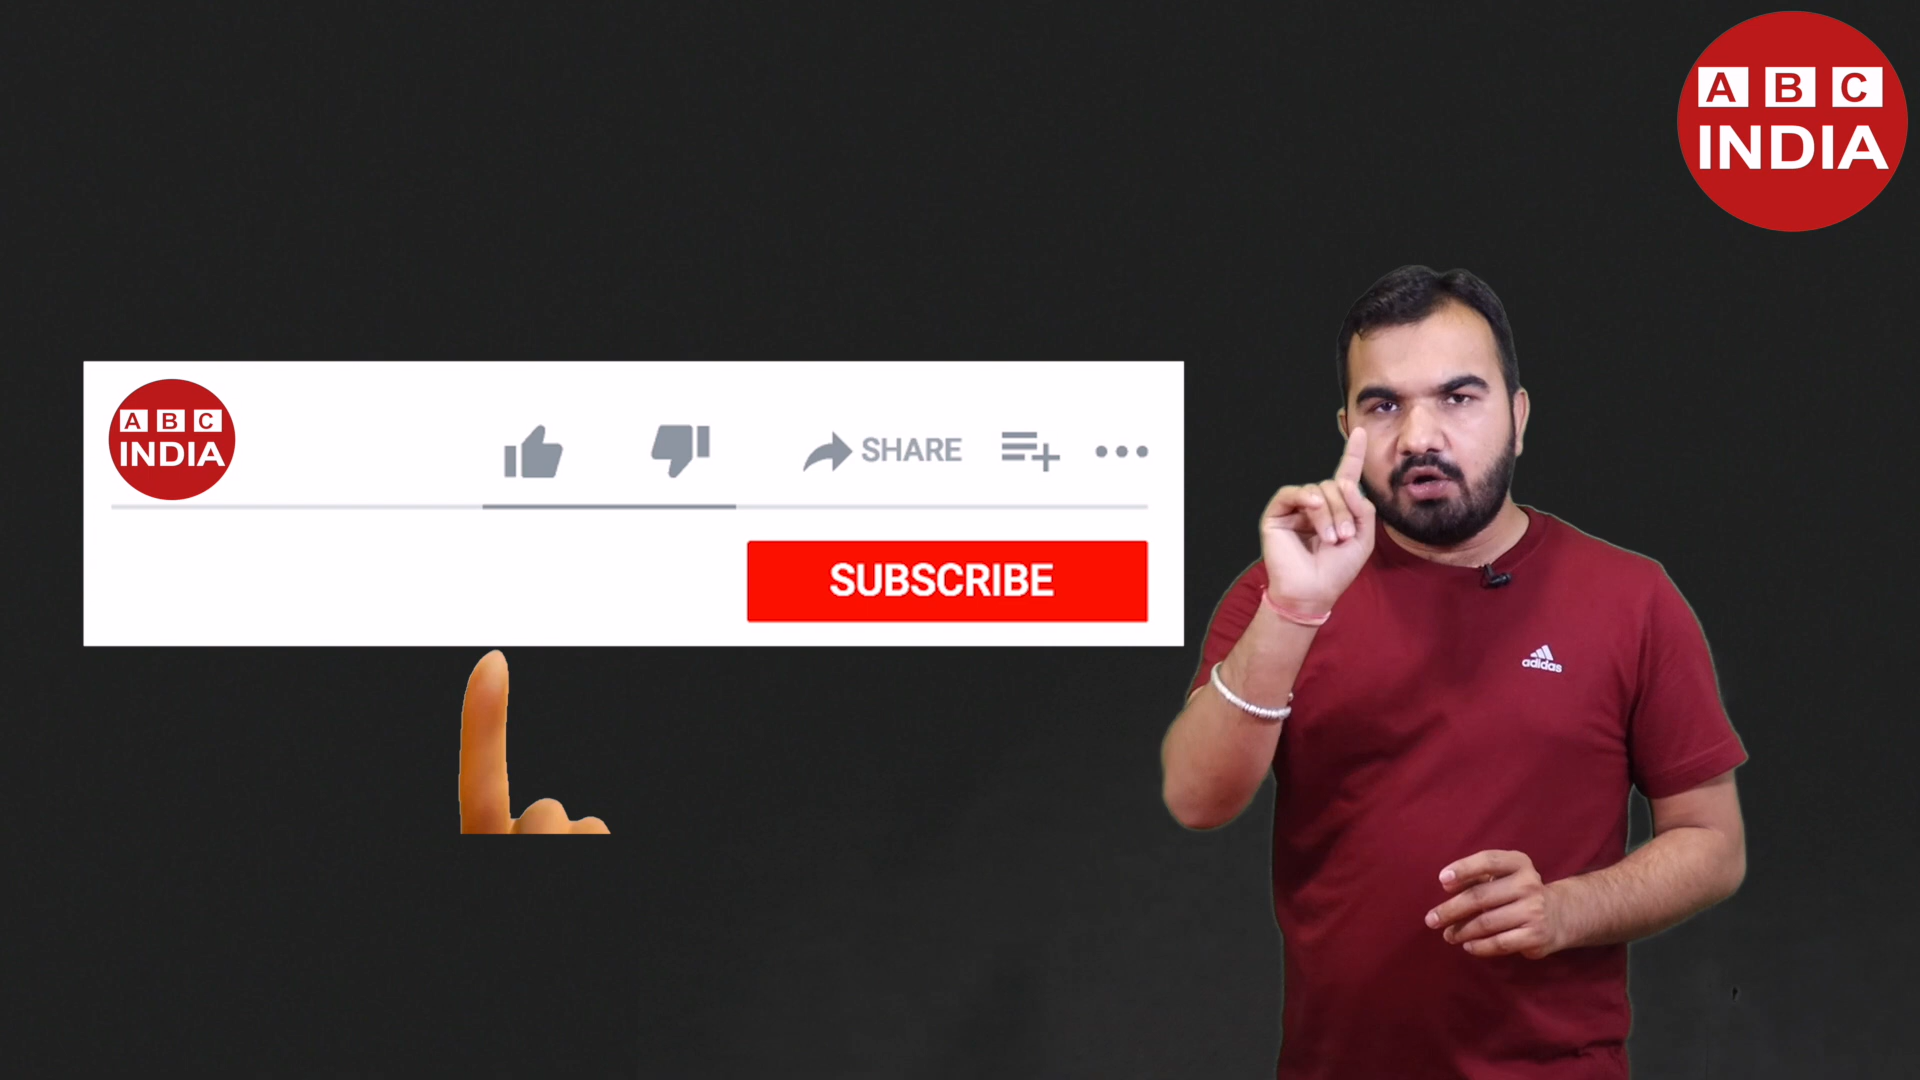 A B C
INDIA
A B C
INDIA
SHARE
SUBSCRIBE
adidas